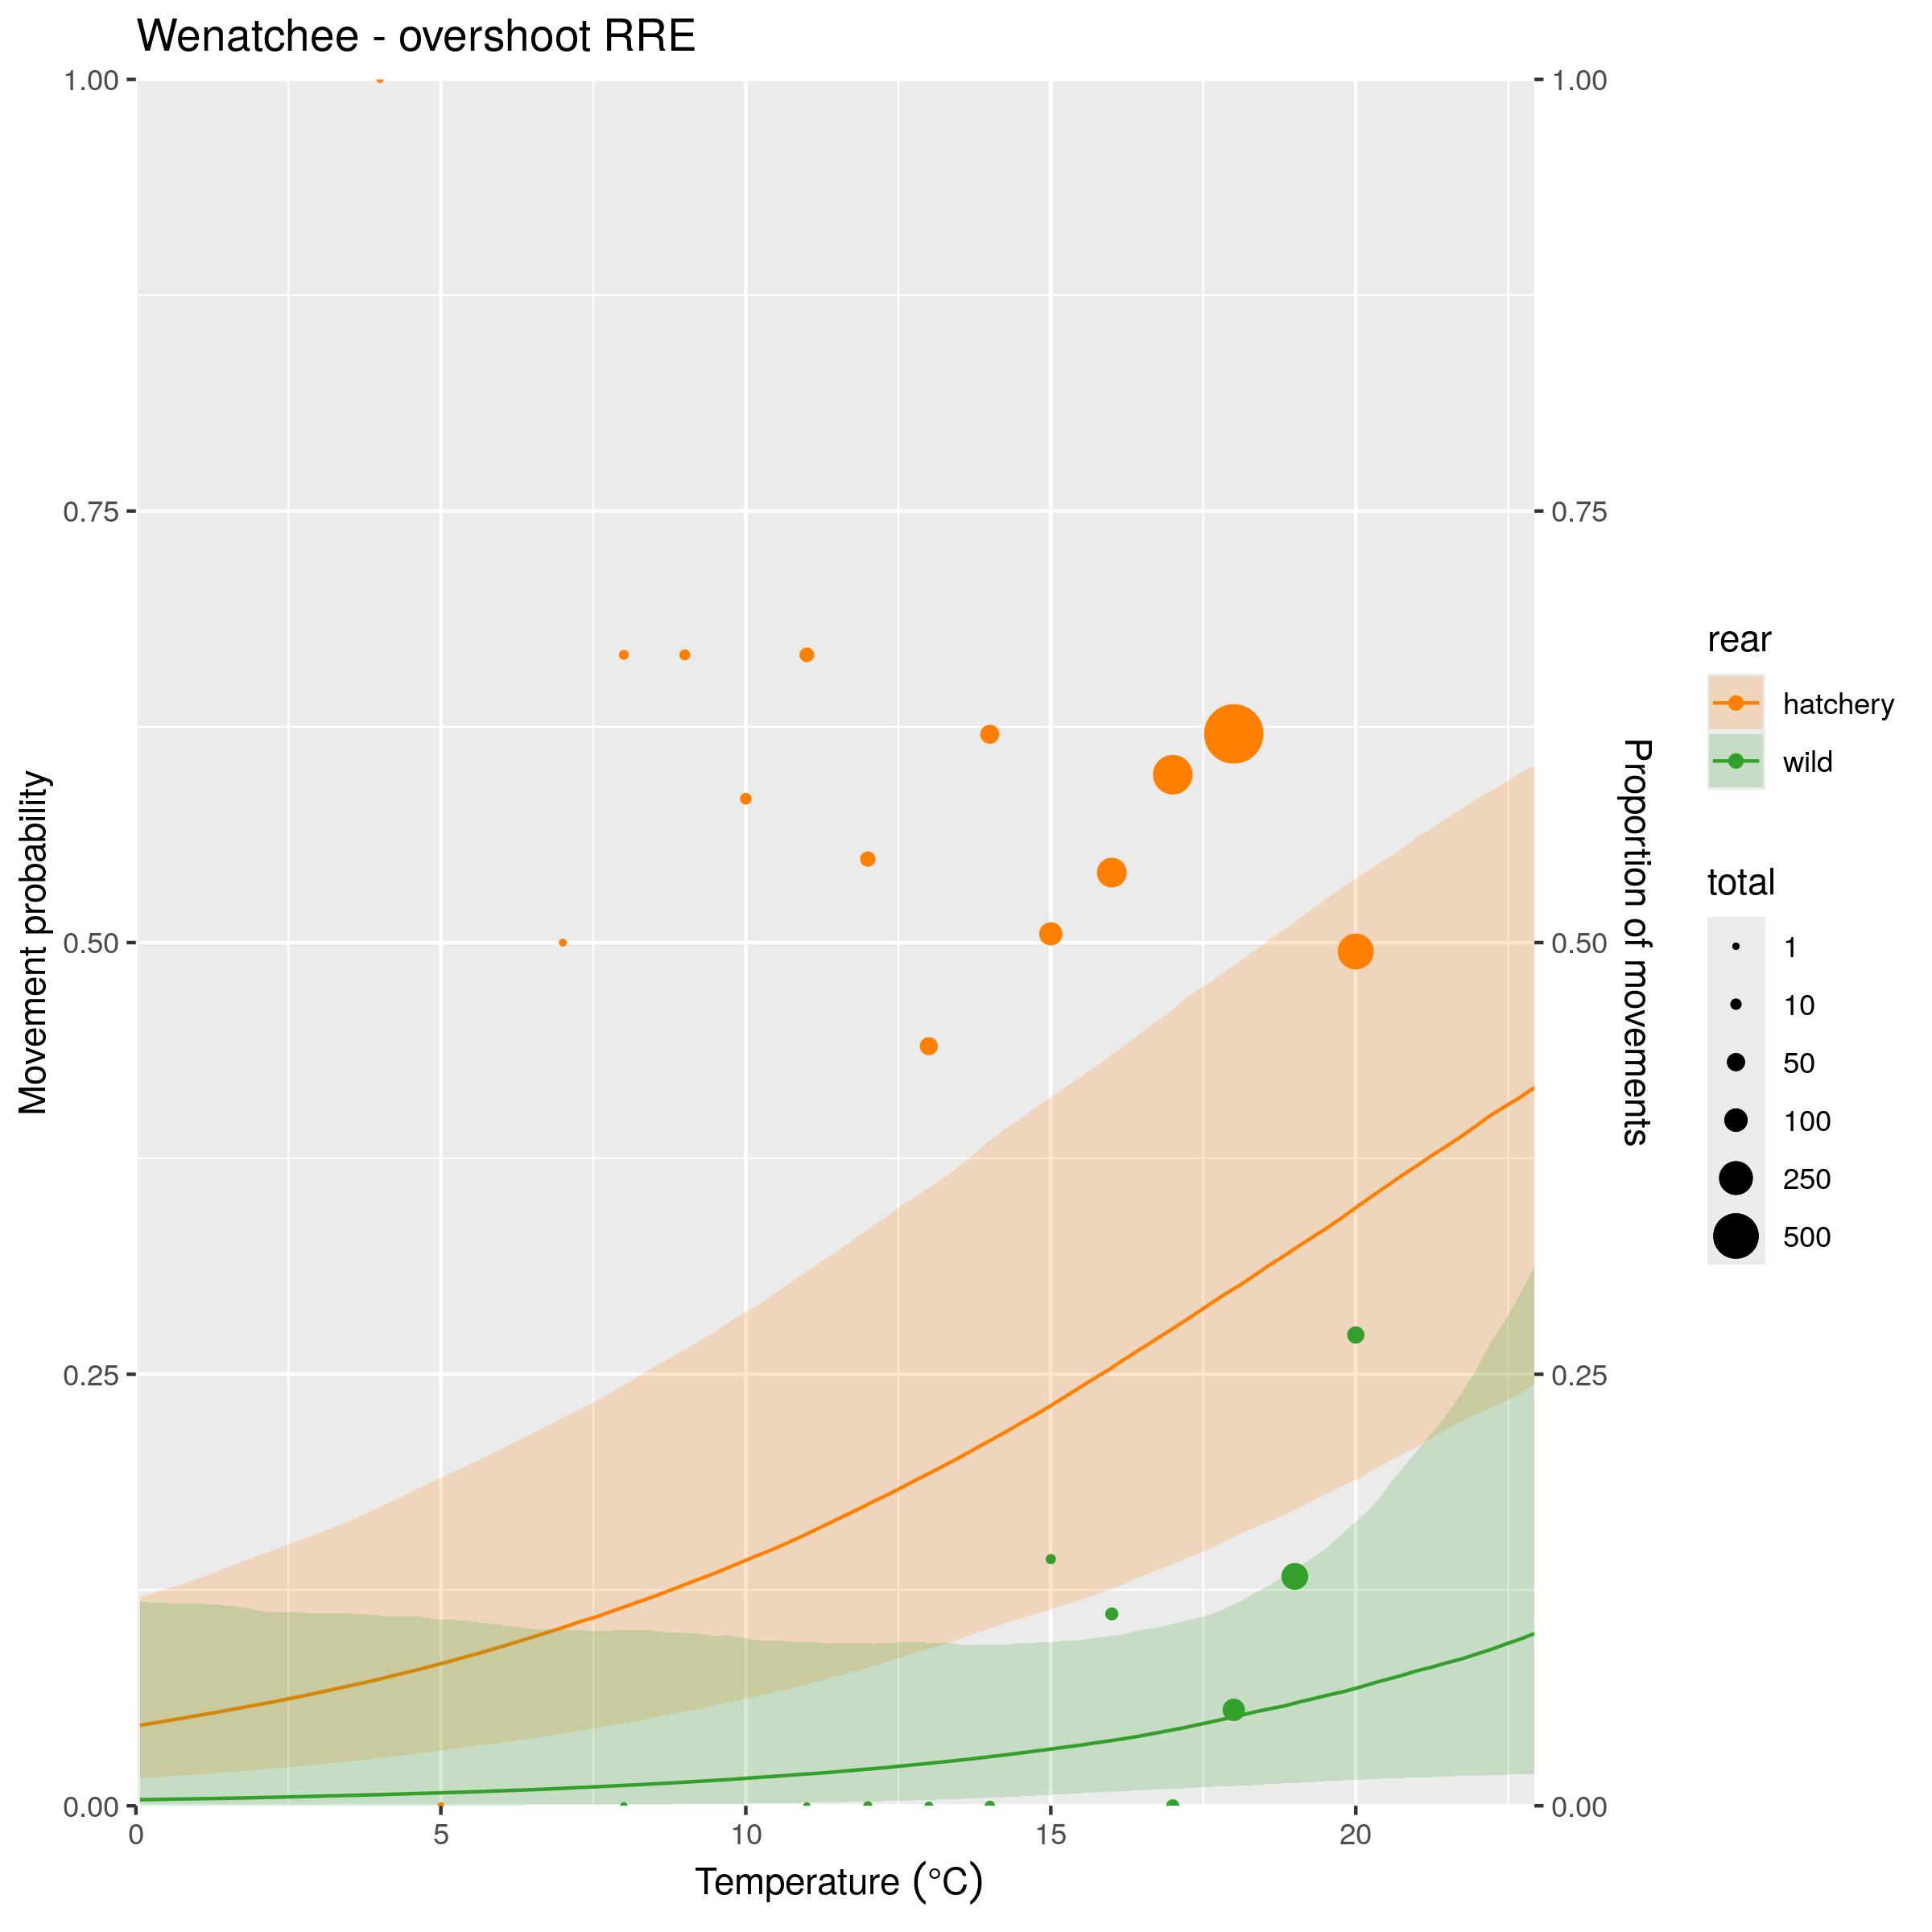 Wenatchee - overshoot RRE
1.00
0.75
0.50
0.25
0.00
Movement probability
0
5
10
15
20
Temperature (°C)
1.00
0.75
0.50
0.25
0.00
Proportion of movements
rear
hatchery
wild
total
1
10
50
100
250
500